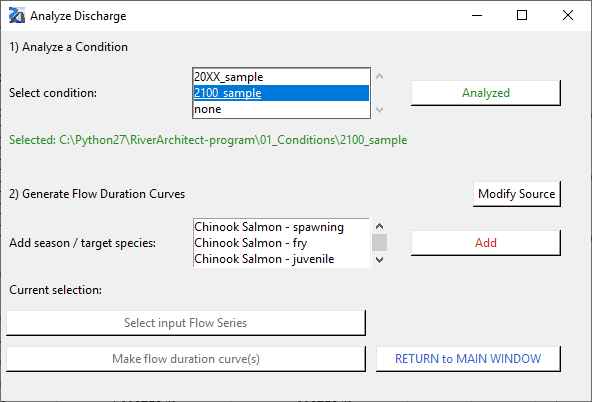 Analyze Discharge
1) Analyze a Condition
Select condition:
20XX_sample
2100_sample
none
Analyzed
Selected: C:\Python27\RiverArchitect-program\01_Conditions\2100_sample
2) Generate Flow Duration Curves
Modify Source
Add season / target species:
Chinook Salmon - spawning
Chinook Salmon - fry
Chinook Salmon - juvenile
Add
Current selection:
Select input Flow Series
Make flow duration curve(s)
RETURN to MAIN WINDOW